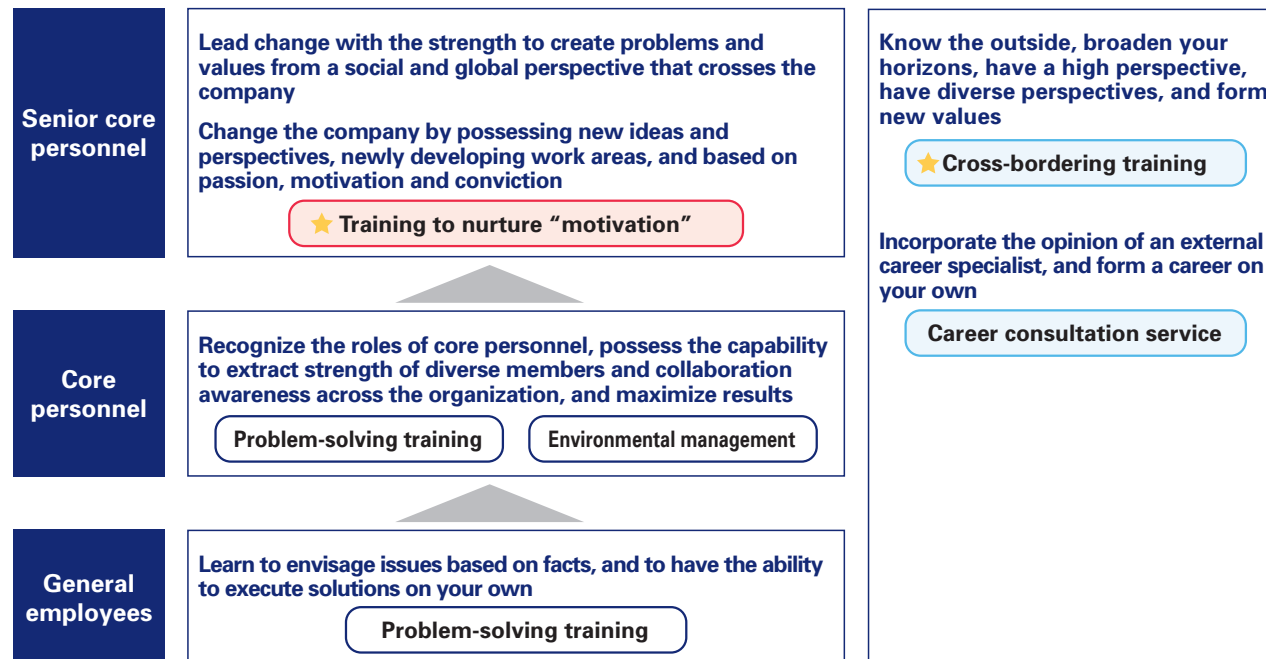 Senior core
personnel
Lead change with the strength to create problems and
values from a social and global perspective that crosses the
company
Change the company by possessing new ideas and
perspectives, newly developing work areas, and based on
passion, motivation and conviction
Training to nurture “motivation”
Core
personnel
Recognize the roles of core personnel, possess the capability
to extract strength of diverse members and collaboration
awareness across the organization, and maximize results
Problem-solving training
Environmental management
General
employees
Learn to envisage issues based on facts, and to have the ability
to execute solutions on your own
Problem-solving training
Know the outside, broaden your
horizons, have a high perspective,
have diverse perspectives, and form
new values
Cross-bordering training
Incorporate the opinion of an external
career specialist, and form a career on
your own
Career consultation service